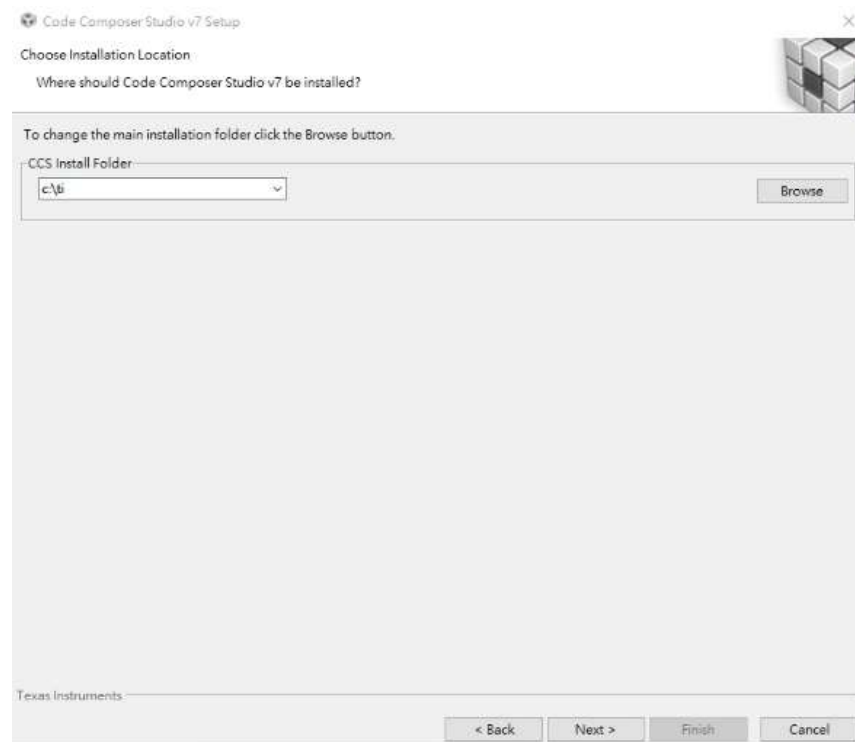 Code Composer Studio v7 Setup
Choose Installation Location
Where should Code Composer Studio v7 be installed?
To change the main installation folder click the Browse button.
CCS Install Folder
c:\ti
Browse
Texas Instruments
< Back Next > Finish Cancel